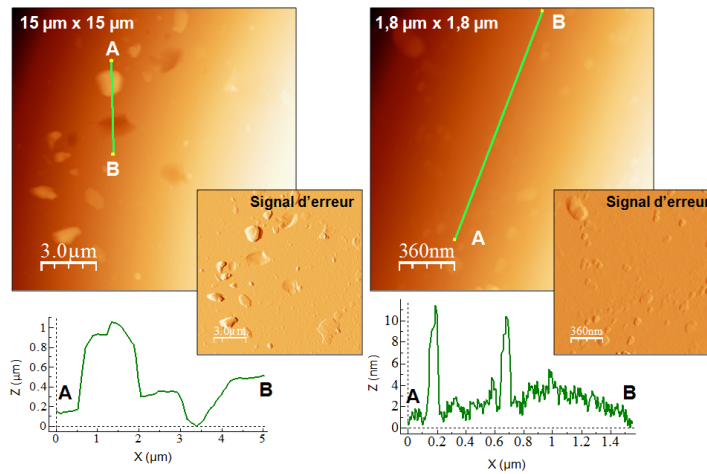 15 µm x 15 µm
A
B
3.0µm
Signal d'erreur
3.0µm
1
0.8
0.6
0.4
0.2
0
Z (µm)
A
B
0 1 2 3 4 5
X (µm)
1,8 µm x 1,8 µm
B
A
360nm
Signal d'erreur
360nm
10
8
6
4
2
0
Z (nm)
A
B
0 0.2 0.4 0.6 0.8 1 1.2 1.4
X (µm)